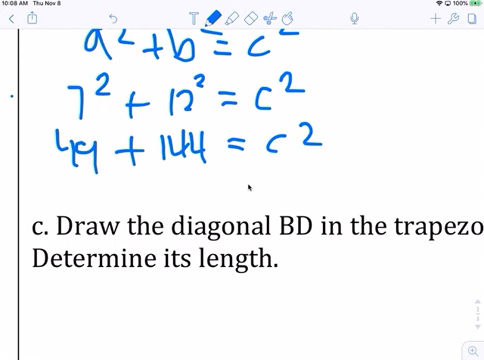 10:08 AM Thu Nov 8
100%
a² + b² = c²
7² + 12² = c²
49 + 144 = c²
c. Draw the diagonal BD in the trapezo
Determine its length.